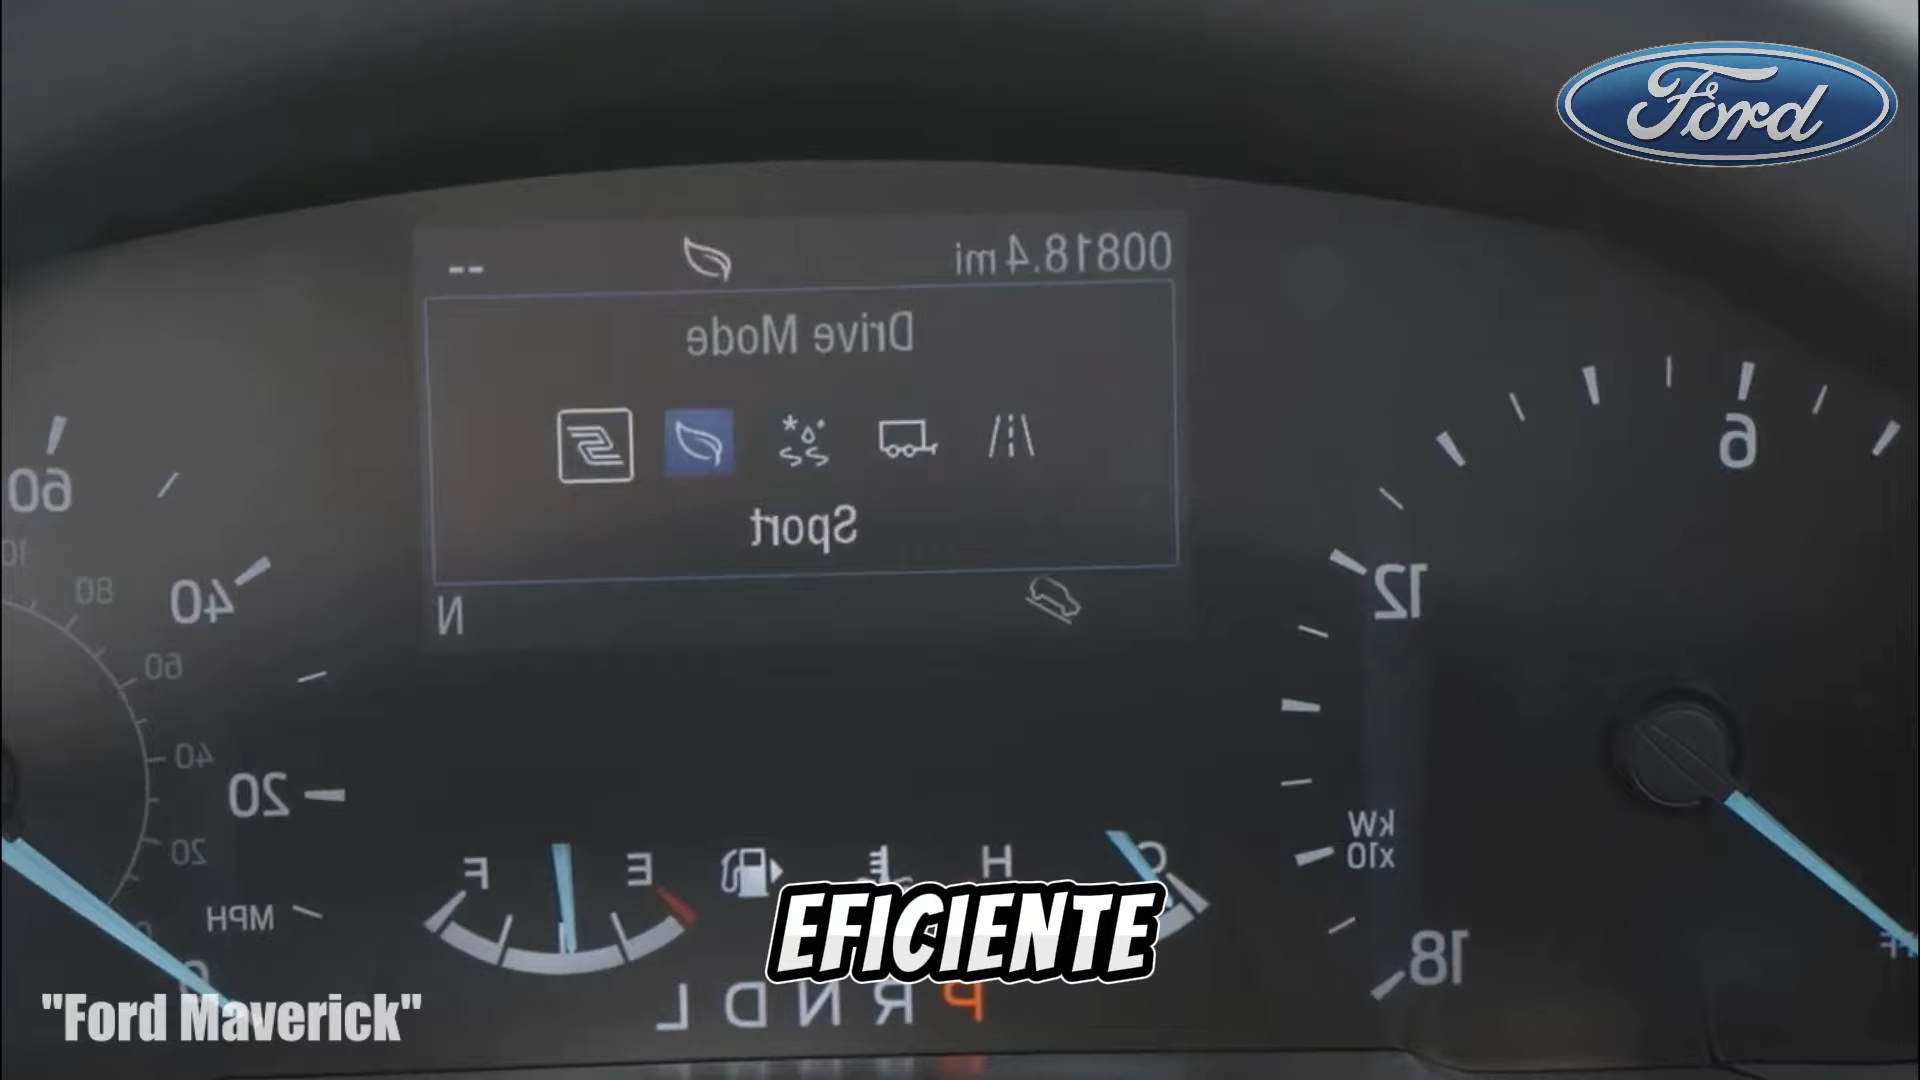 Ford
00818.4 mi
--
Drive Mode
Sport
N
60
40
20
80
60
40
20
MPH
6
12
kW
x10
18
F
E
H
C
EFICIENTE
L D N R P
"Ford Maverick"